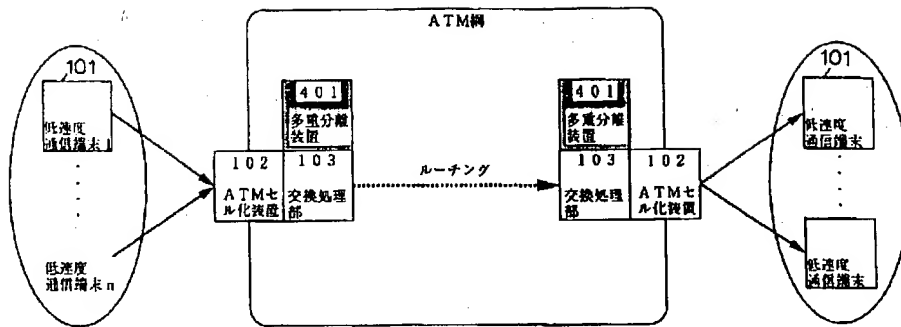 ATM網
101
低速度
通信端末1
低速度
通信端末n
401
多重分離
装置
102
ATMセ
ル化装置
103
交換処理
部
ルーチング
401
多重分離
装置
103
交換処理
部
102
ATMセ
ル化装置
101
低速度
通信端末
低速度
通信端末